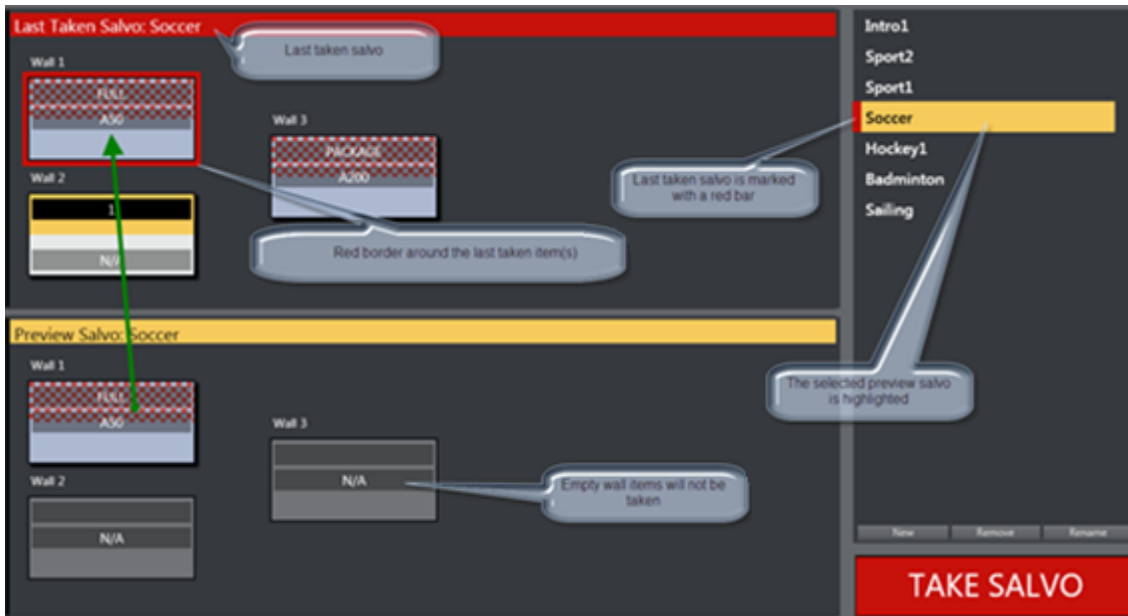 Last Taken Salvo: Soccer
Last taken salvo
Wall 1
FULL
A50
Wall 3
PACKAGE
A200
Wall 2
1
N/A
Red border around the last taken item(s)
Preview Salvo: Soccer
Wall 1
FULL
A50
Wall 3
N/A
Wall 2
N/A
Empty wall items will not be
taken
Intro1
Sport2
Sport1
Soccer
Hockey1
Badminton
Sailing
Last taken salvo is marked
with a red bar
The selected preview salvo
is highlighted
New Remove Rename
TAKE SALVO